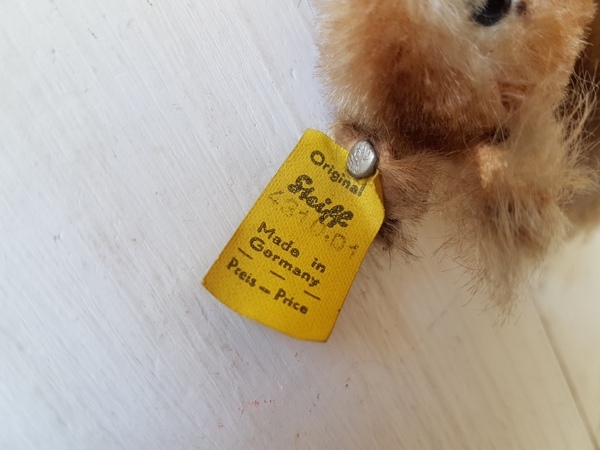 Original
Steiff
Made in
Germany
Preis - Price